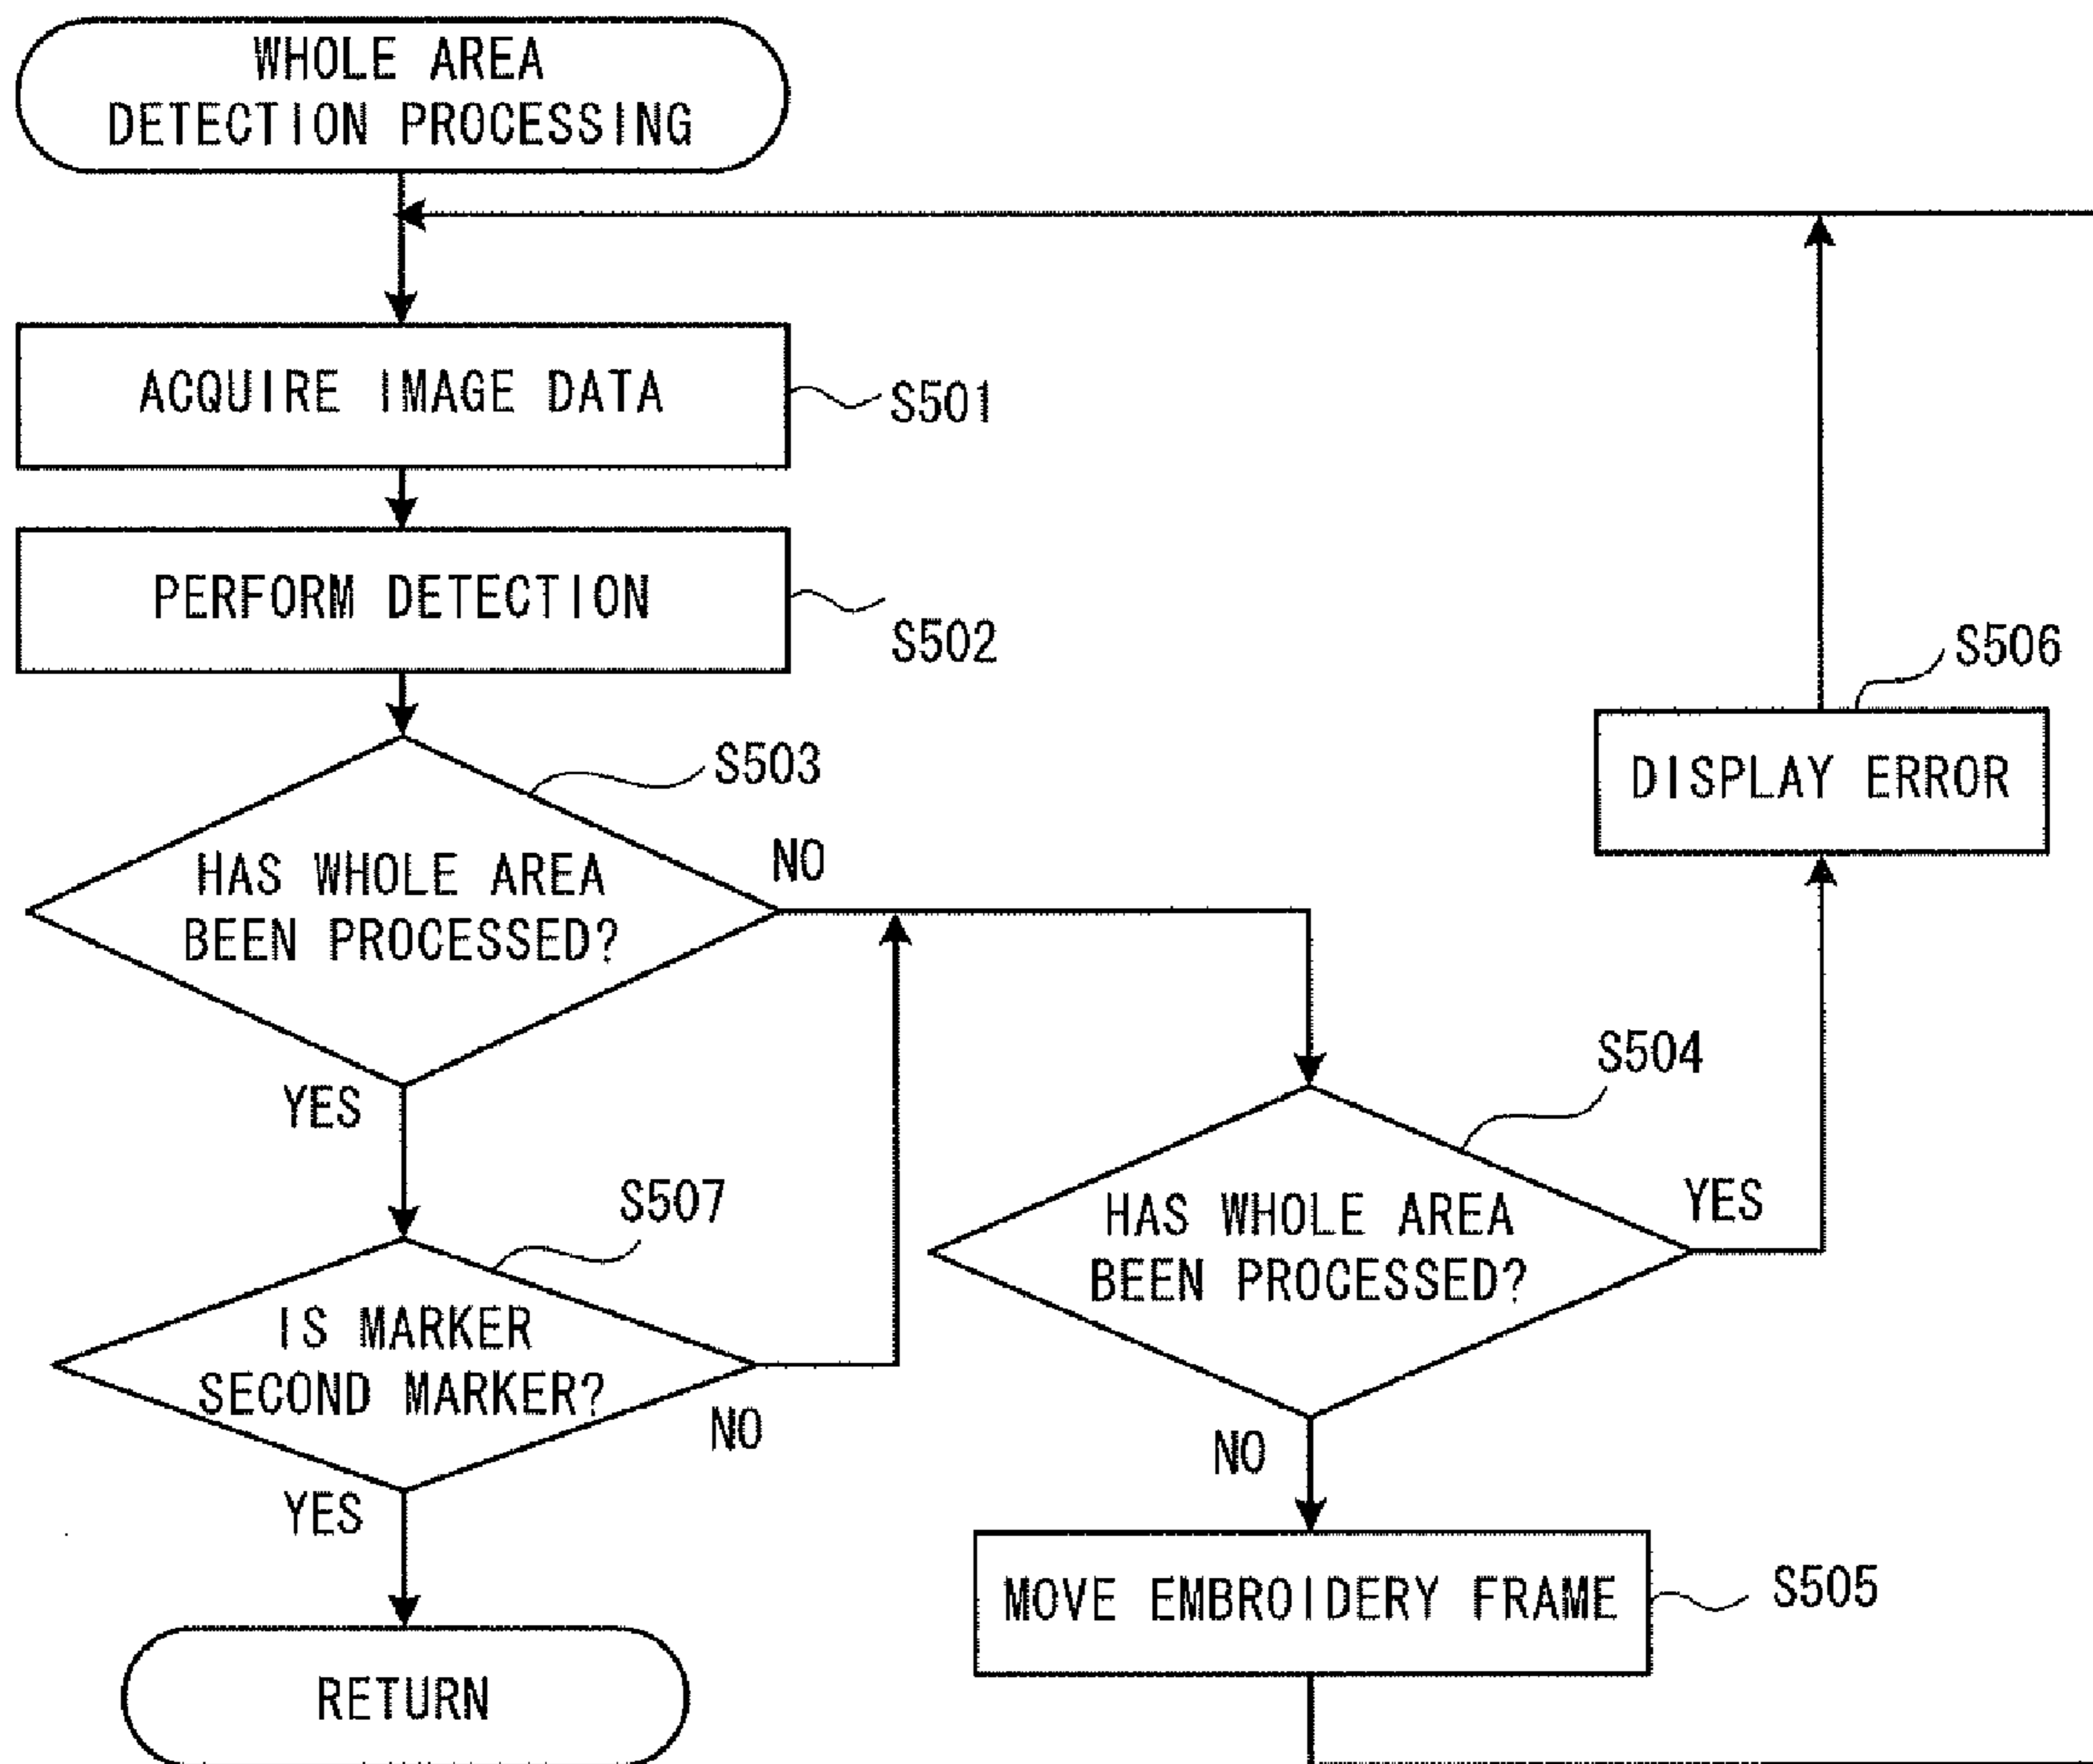 WHOLE AREA
DETECTION PROCESSING
ACQUIRE IMAGE DATA
S501
PERFORM DETECTION
S502
S503
HAS WHOLE AREA
BEEN PROCESSED?
NO
YES
S507
IS MARKER
SECOND MARKER?
NO
YES
RETURN
S504
HAS WHOLE AREA
BEEN PROCESSED?
YES
NO
S506
DISPLAY ERROR
MOVE EMBROIDERY FRAME
S505